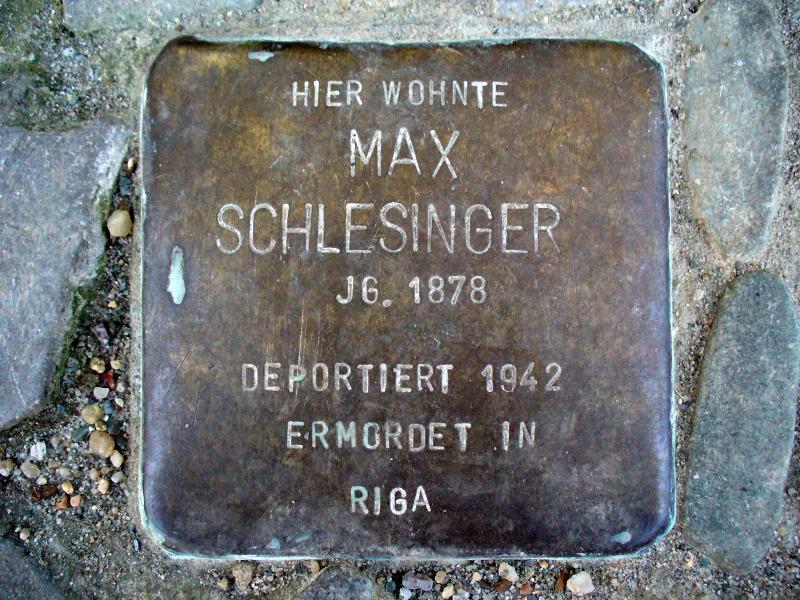 HIER WOHNTE
MAX
SCHLESINGER
JG. 1878
DEPORTIERT 1942
ERMORDET IN
RIGA